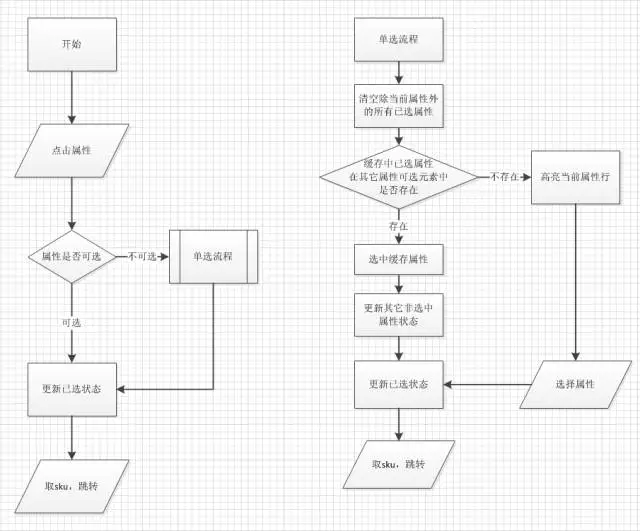 开始
点击属性
属性是否可选
不可选
单选流程
可选
更新已选状态
取sku，跳转
单选流程
清空除当前属性外
的所有已选属性
缓存中已选属性
在其它属性可选元素中
是否存在
不存在
高亮当前属性行
存在
选中缓存属性
更新其它非选中
属性状态
更新已选状态
选择属性
取sku，跳转